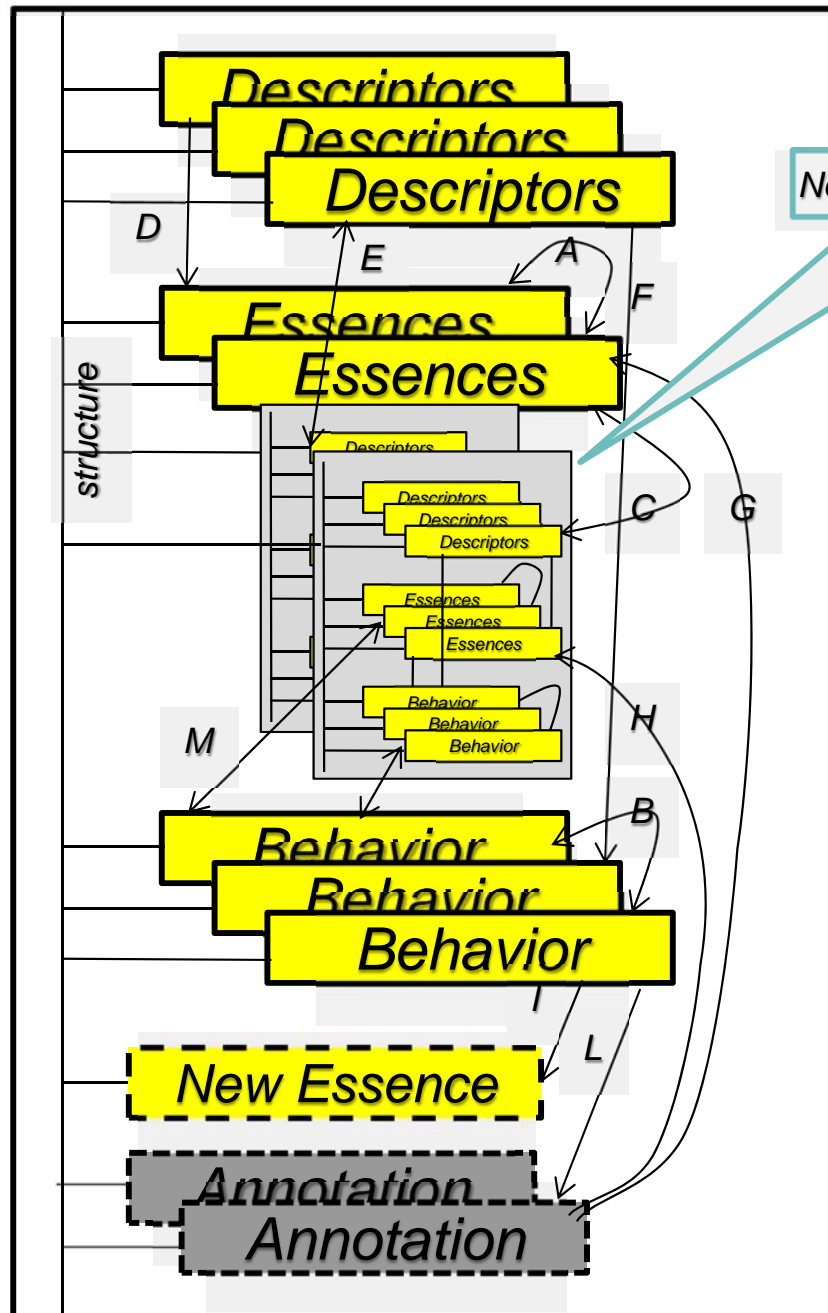 Descriptors
Descriptors
Descriptors
D
E
A
F
Essences
Essences
structure
Descriptors
Descriptors
Descriptors
Descriptors
C
G
Essences
Essences
Essences
H
Behavior
Behavior
Behavior
M
B
Behavior
Behavior
Behavior
I
L
New Essence
Annotation
Annotation